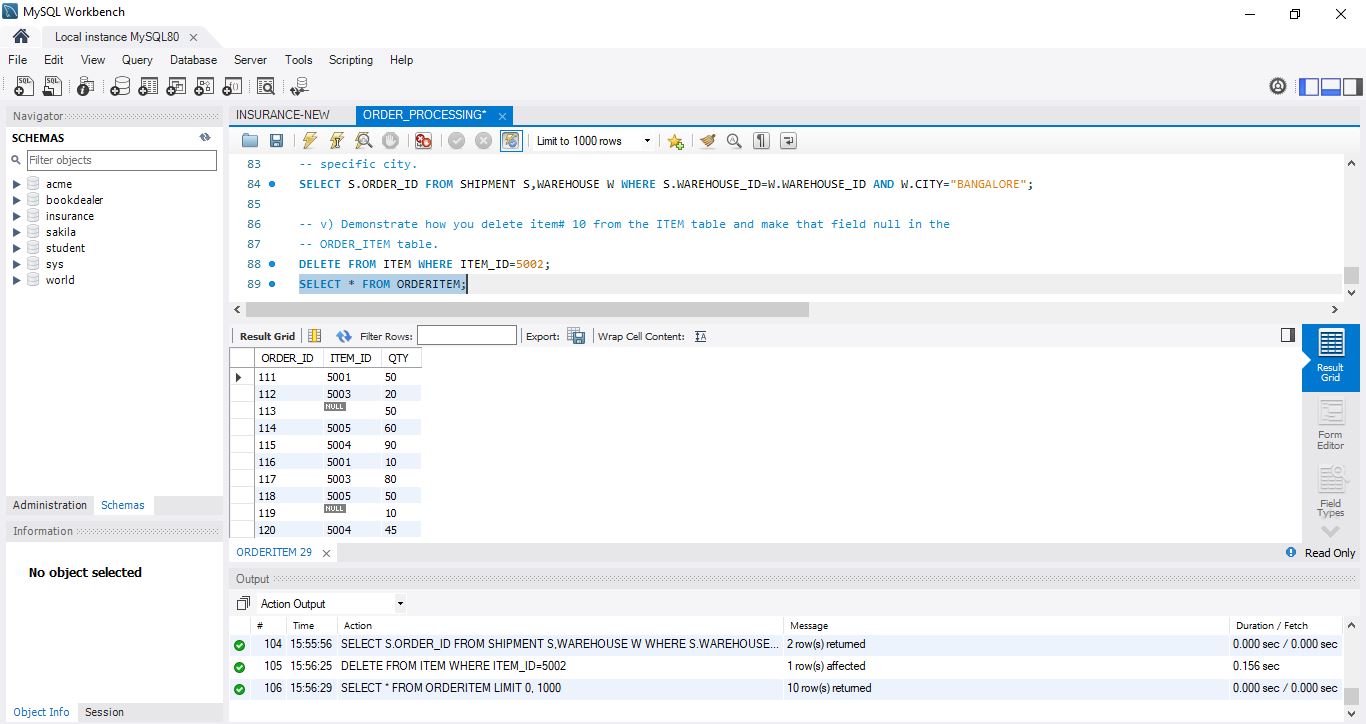 MySQL Workbench
Local instance MySQL80
File Edit View Query Database Server Tools Scripting Help
Navigator
SCHEMAS
Filter objects
acme
bookdealer
insurance
sakila
student
sys
world
Administration Schemas
Information
No object selected
Object Info Session
INSURANCE-NEW ORDER_PROCESSING*
Limit to 1000 rows
83 -- specific city.
84 SELECT S.ORDER_ID FROM SHIPMENT S,WAREHOUSE W WHERE S.WAREHOUSE_ID=W.WAREHOUSE_ID AND W.CITY="BANGALORE";
85
86 -- v) Demonstrate how you delete item# 10 from the ITEM table and make that field null in the
87 -- ORDER_ITEM table.
88 DELETE FROM ITEM WHERE ITEM_ID=5002;
89 SELECT * FROM ORDERITEM;
Result Grid Filter Rows: Export: Wrap Cell Content:
ORDER_ID ITEM_ID QTY
111 5001 50
112 5003 20
113 NULL 50
114 5005 60
115 5004 90
116 5001 10
117 5003 80
118 5005 50
119 NULL 10
120 5004 45
Result
Grid
Form
Editor
Field
Types
ORDERITEM 29
Read Only
Output
Action Output
# Time Action Message Duration / Fetch
104 15:55:56 SELECT S.ORDER_ID FROM SHIPMENT S,WAREHOUSE W WHERE S.WAREHOUSE... 2 row(s) returned 0.000 sec / 0.000 sec
105 15:56:25 DELETE FROM ITEM WHERE ITEM_ID=5002 1 row(s) affected 0.156 sec
106 15:56:29 SELECT * FROM ORDERITEM LIMIT 0, 1000 10 row(s) returned 0.000 sec / 0.000 sec